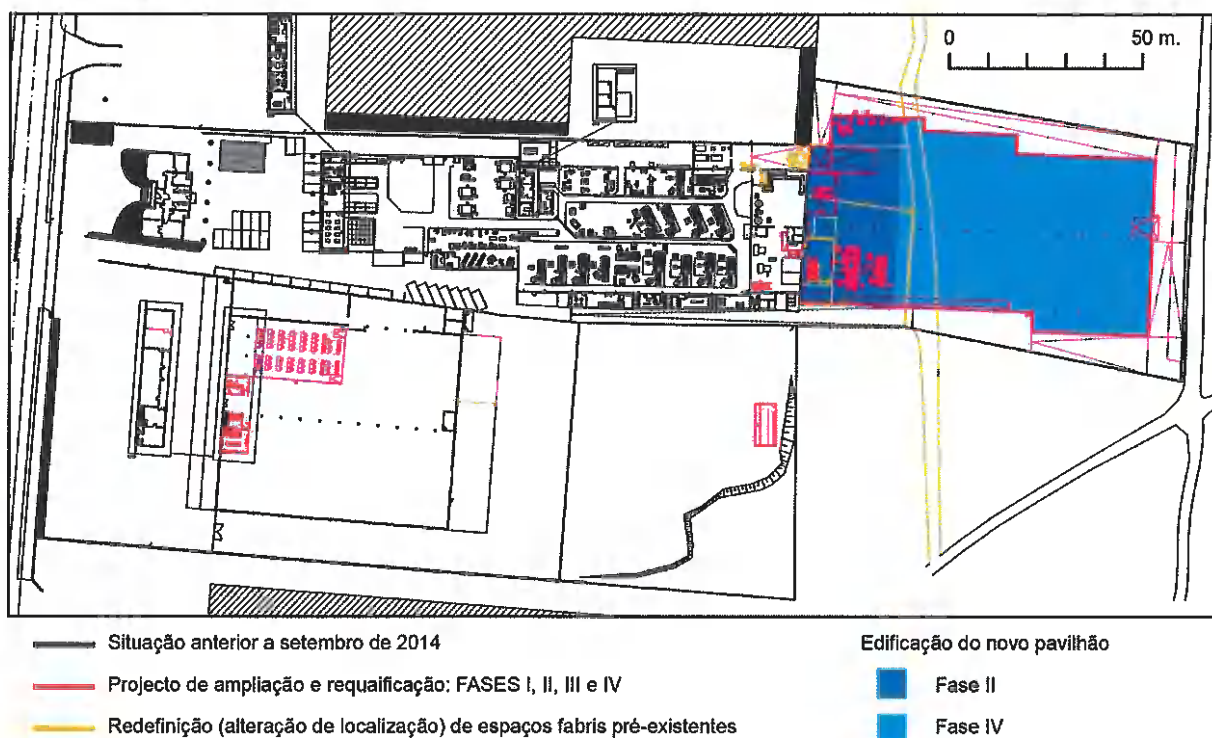 0 50 m.
Situação anterior a setembro de 2014
Projecto de ampliação e requaificação: FASES I, II, III e IV
Redefinição (alteração de localização) de espaços fabris pré-existentes
Edificação do novo pavilhão
Fase II
Fase IV